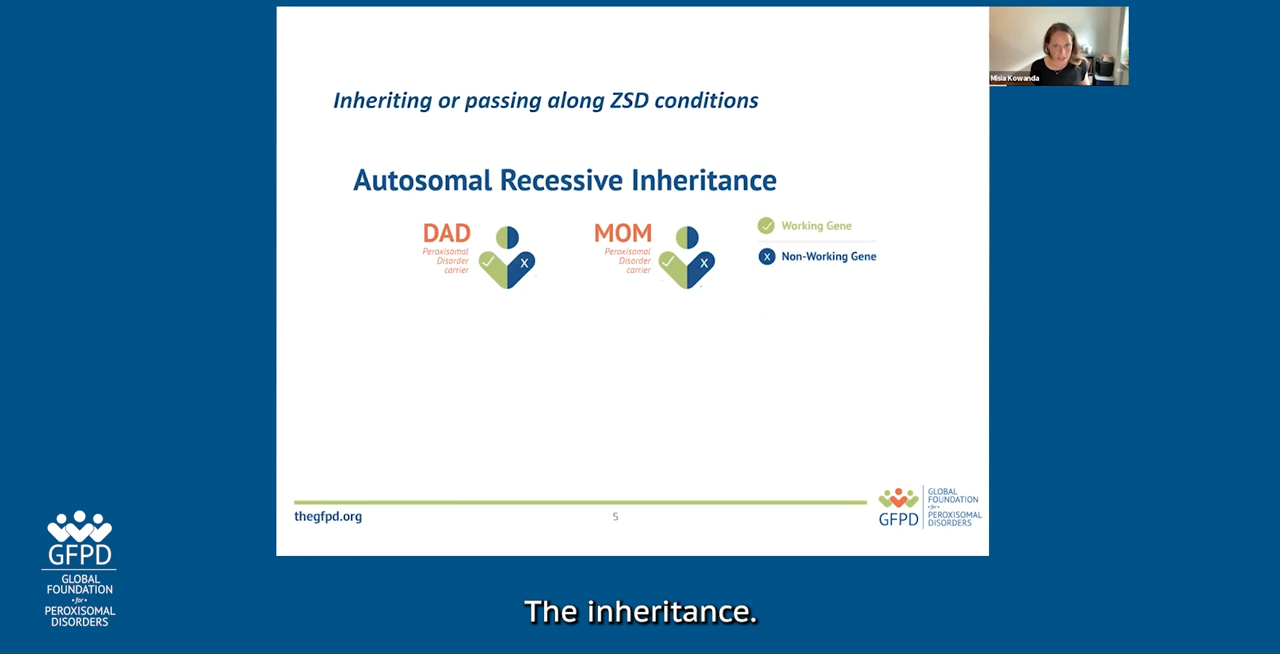 Misia Kowanda
Inheriting or passing along ZSD conditions
Autosomal Recessive Inheritance
DAD
Peroxisomal
Disorder
carrier
MOM
Peroxisomal
Disorder
carrier
Working Gene
X Non-Working Gene
X
X
thegfpd.org
5
GFPD
GLOBAL
FOUNDATION
for
PEROXISOMAL
DISORDERS
GFPD
GLOBAL
FOUNDATION
for
PEROXISOMAL
DISORDERS
The inheritance.